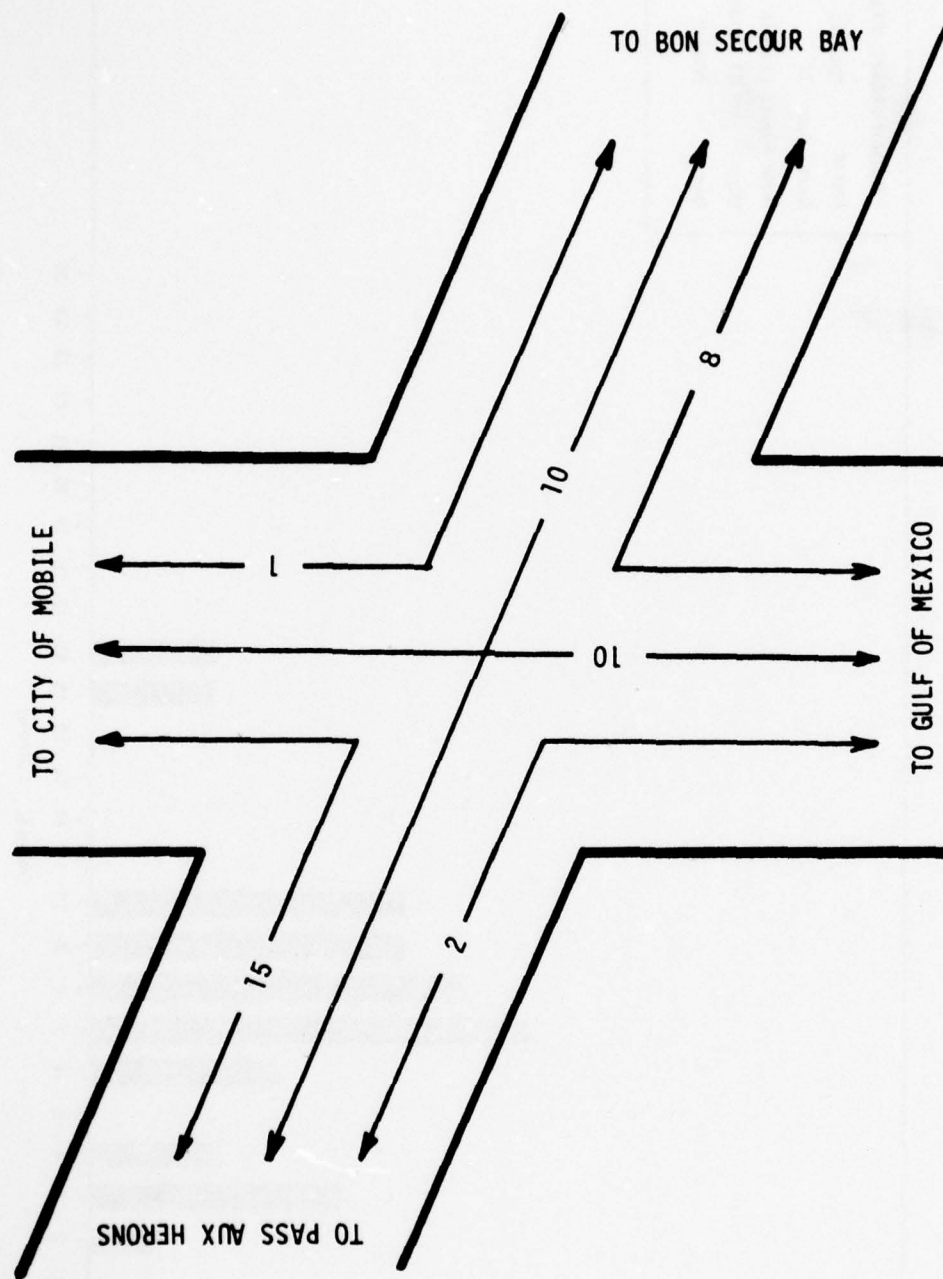 TO BON SECOUR BAY
TO CITY OF MOBILE
1
10
8
10
15
2
TO GULF OF MEXICO
TO PASS AUX HERONS